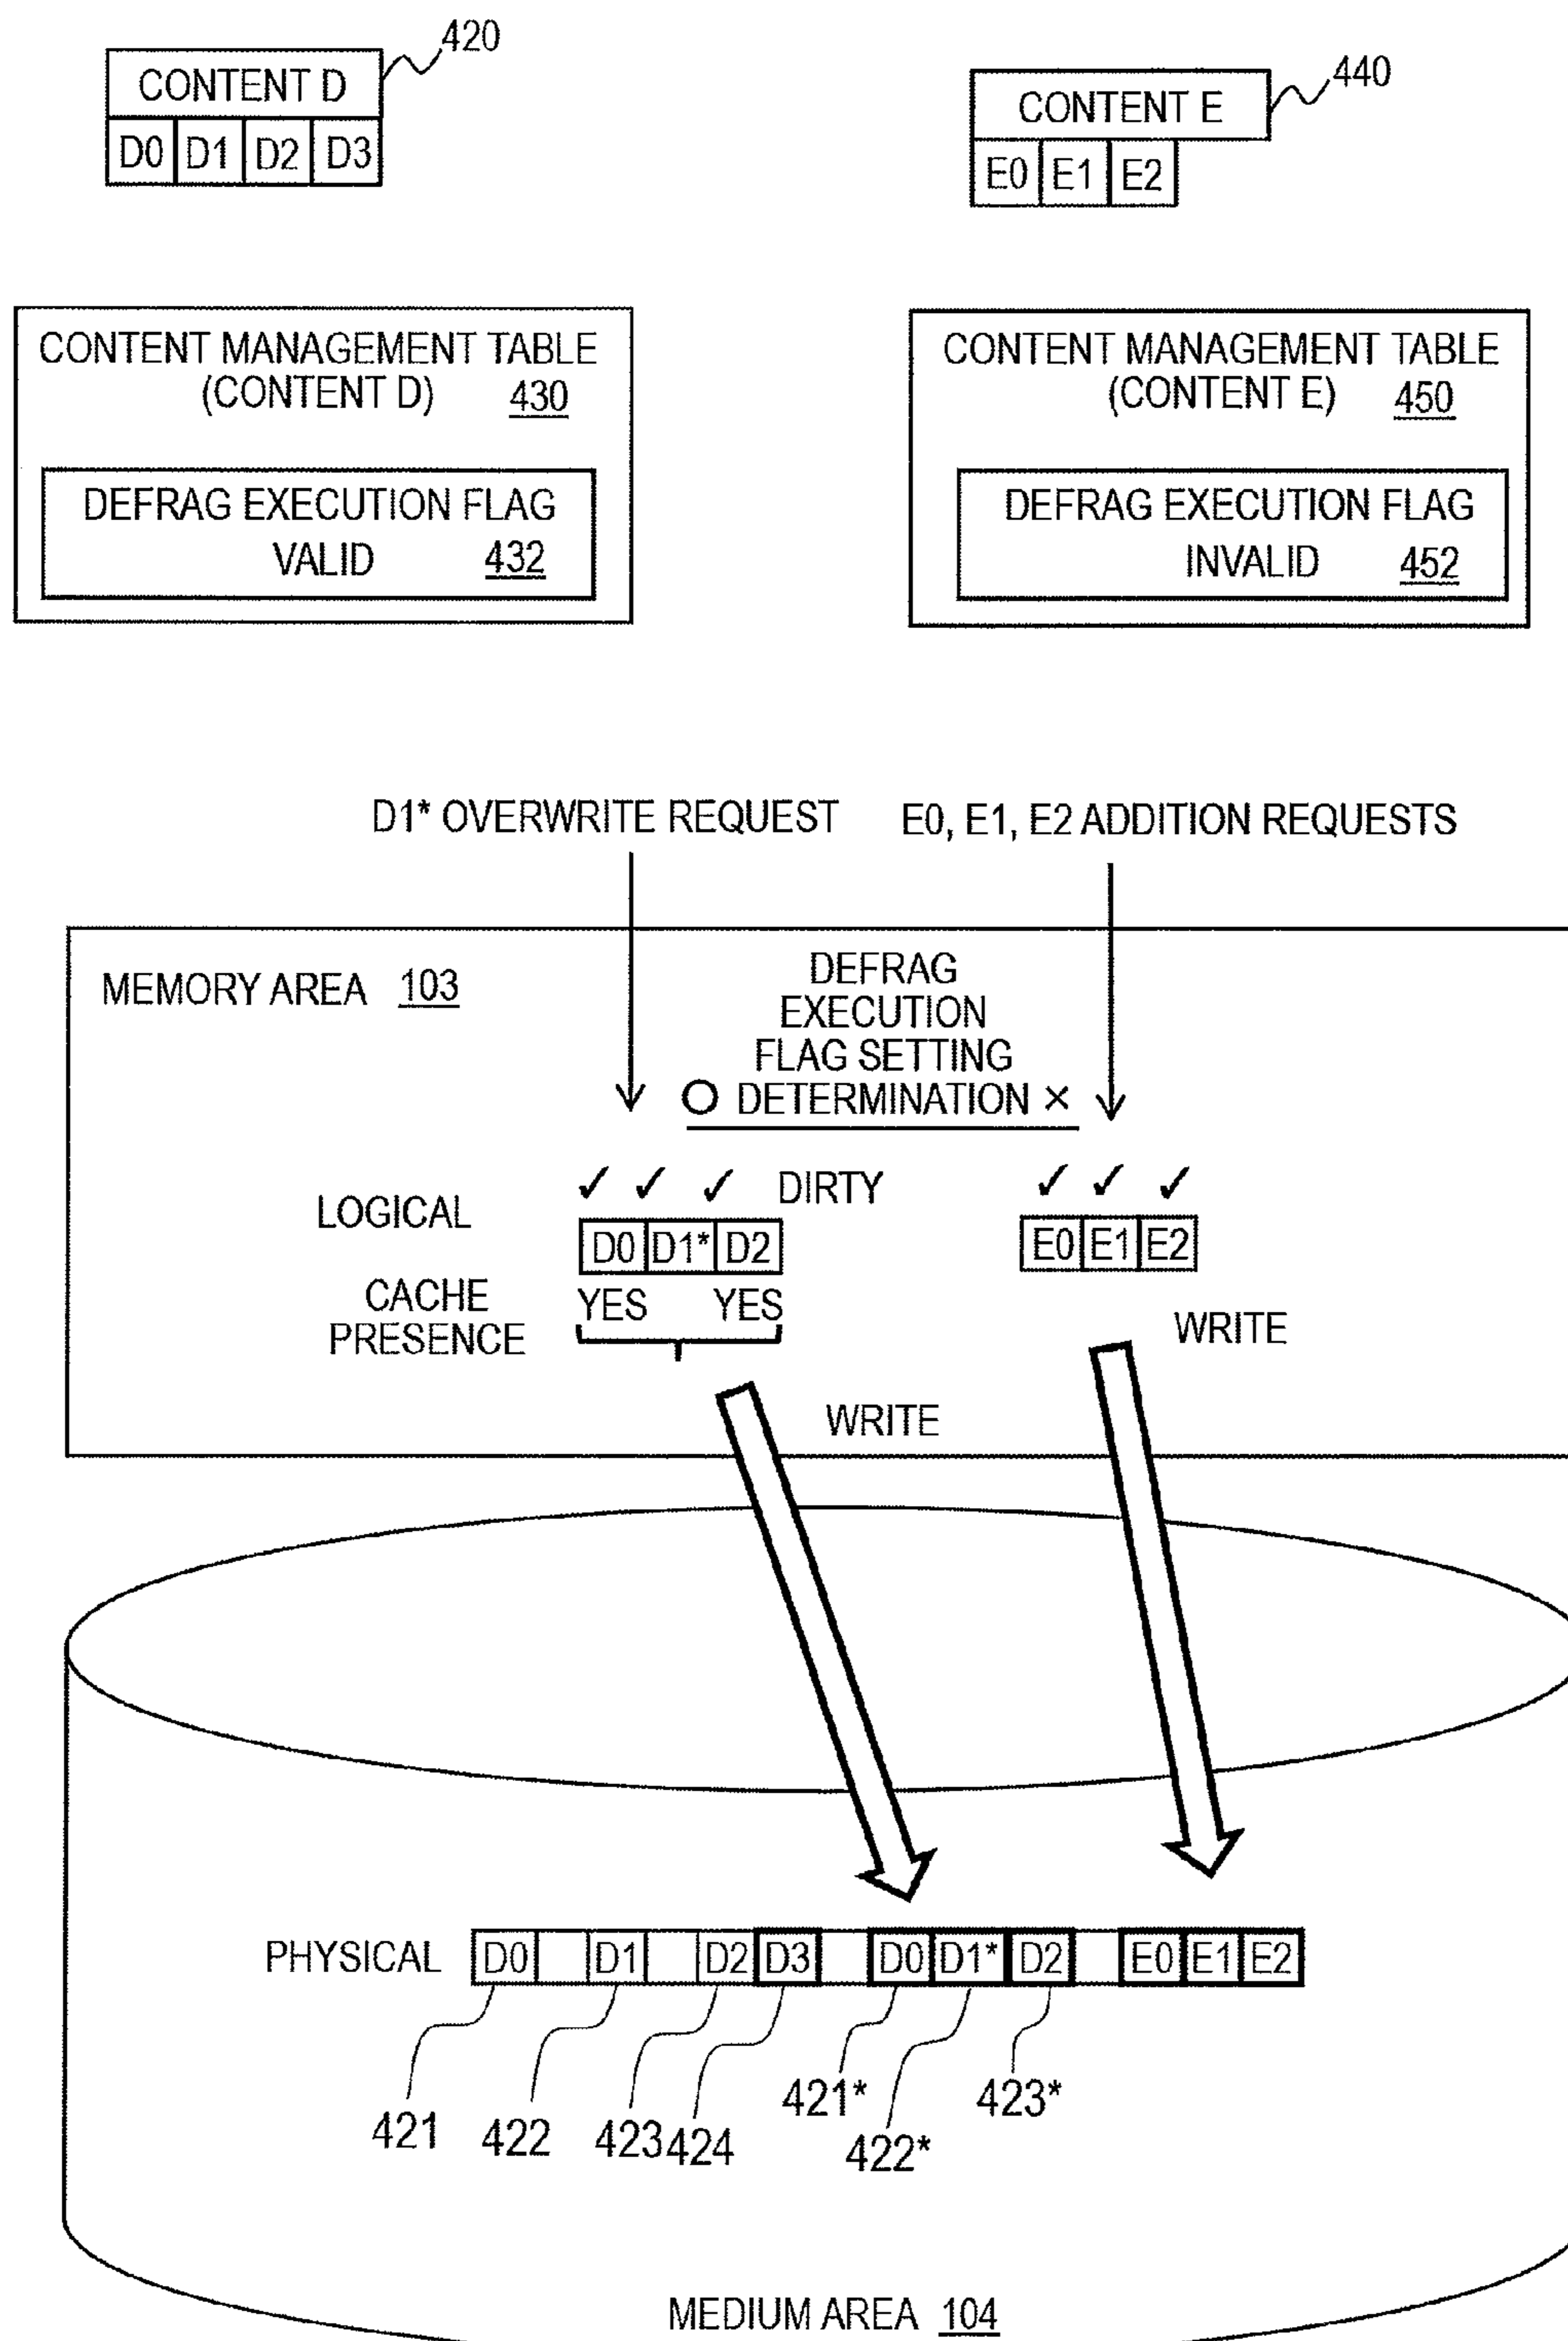 420
CONTENT D
D0 D1 D2 D3
440
CONTENT E
E0 E1 E2
CONTENT MANAGEMENT TABLE
(CONTENT D) 430
DEFRAG EXECUTION FLAG
VALID 432
CONTENT MANAGEMENT TABLE
(CONTENT E) 450
DEFRAG EXECUTION FLAG
INVALID 452
D1* OVERWRITE REQUEST
E0, E1, E2 ADDITION REQUESTS
MEMORY AREA 103
DEFRAG
EXECUTION
FLAG SETTING
○ DETERMINATION ×
✓ ✓ ✓ DIRTY ✓ ✓ ✓
LOGICAL
D0 D1* D2
E0 E1 E2
CACHE
PRESENCE
YES YES
WRITE
WRITE
PHYSICAL D0 D1 D2 D3 D0 D1* D2 E0 E1 E2
421 422 423 424 421* 422* 423*
MEDIUM AREA 104